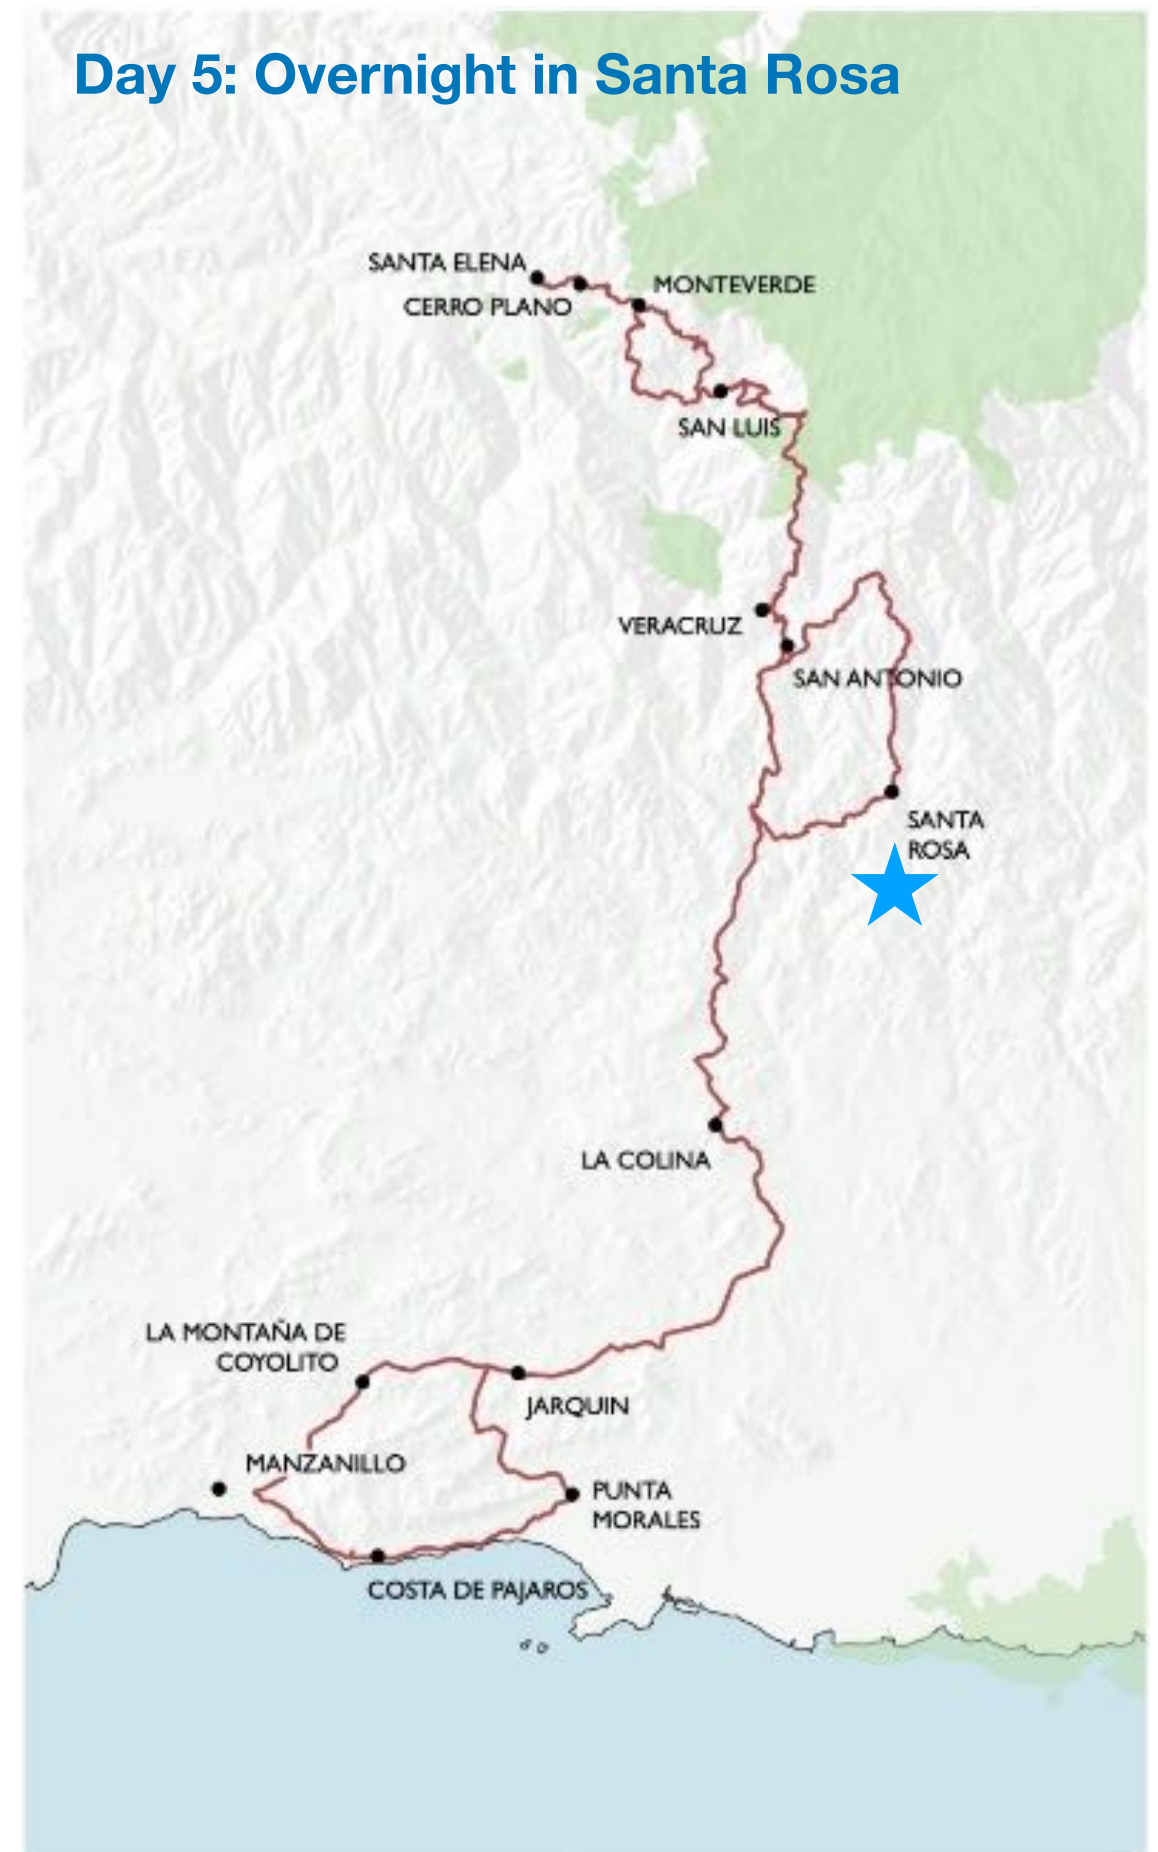 Day 5: Overnight in Santa Rosa
SANTA ELENA
MONTEVERDE
CERRO PLANO
SAN LUIS
VERACRUZ
SAN ANTONIO
SANTA
ROSA
LA COLINA
LA MONTAÑA DE
COYOLITO
JARQUIN
MANZANILLO
PUNTA
MORALES
COSTA DE PAJAROS